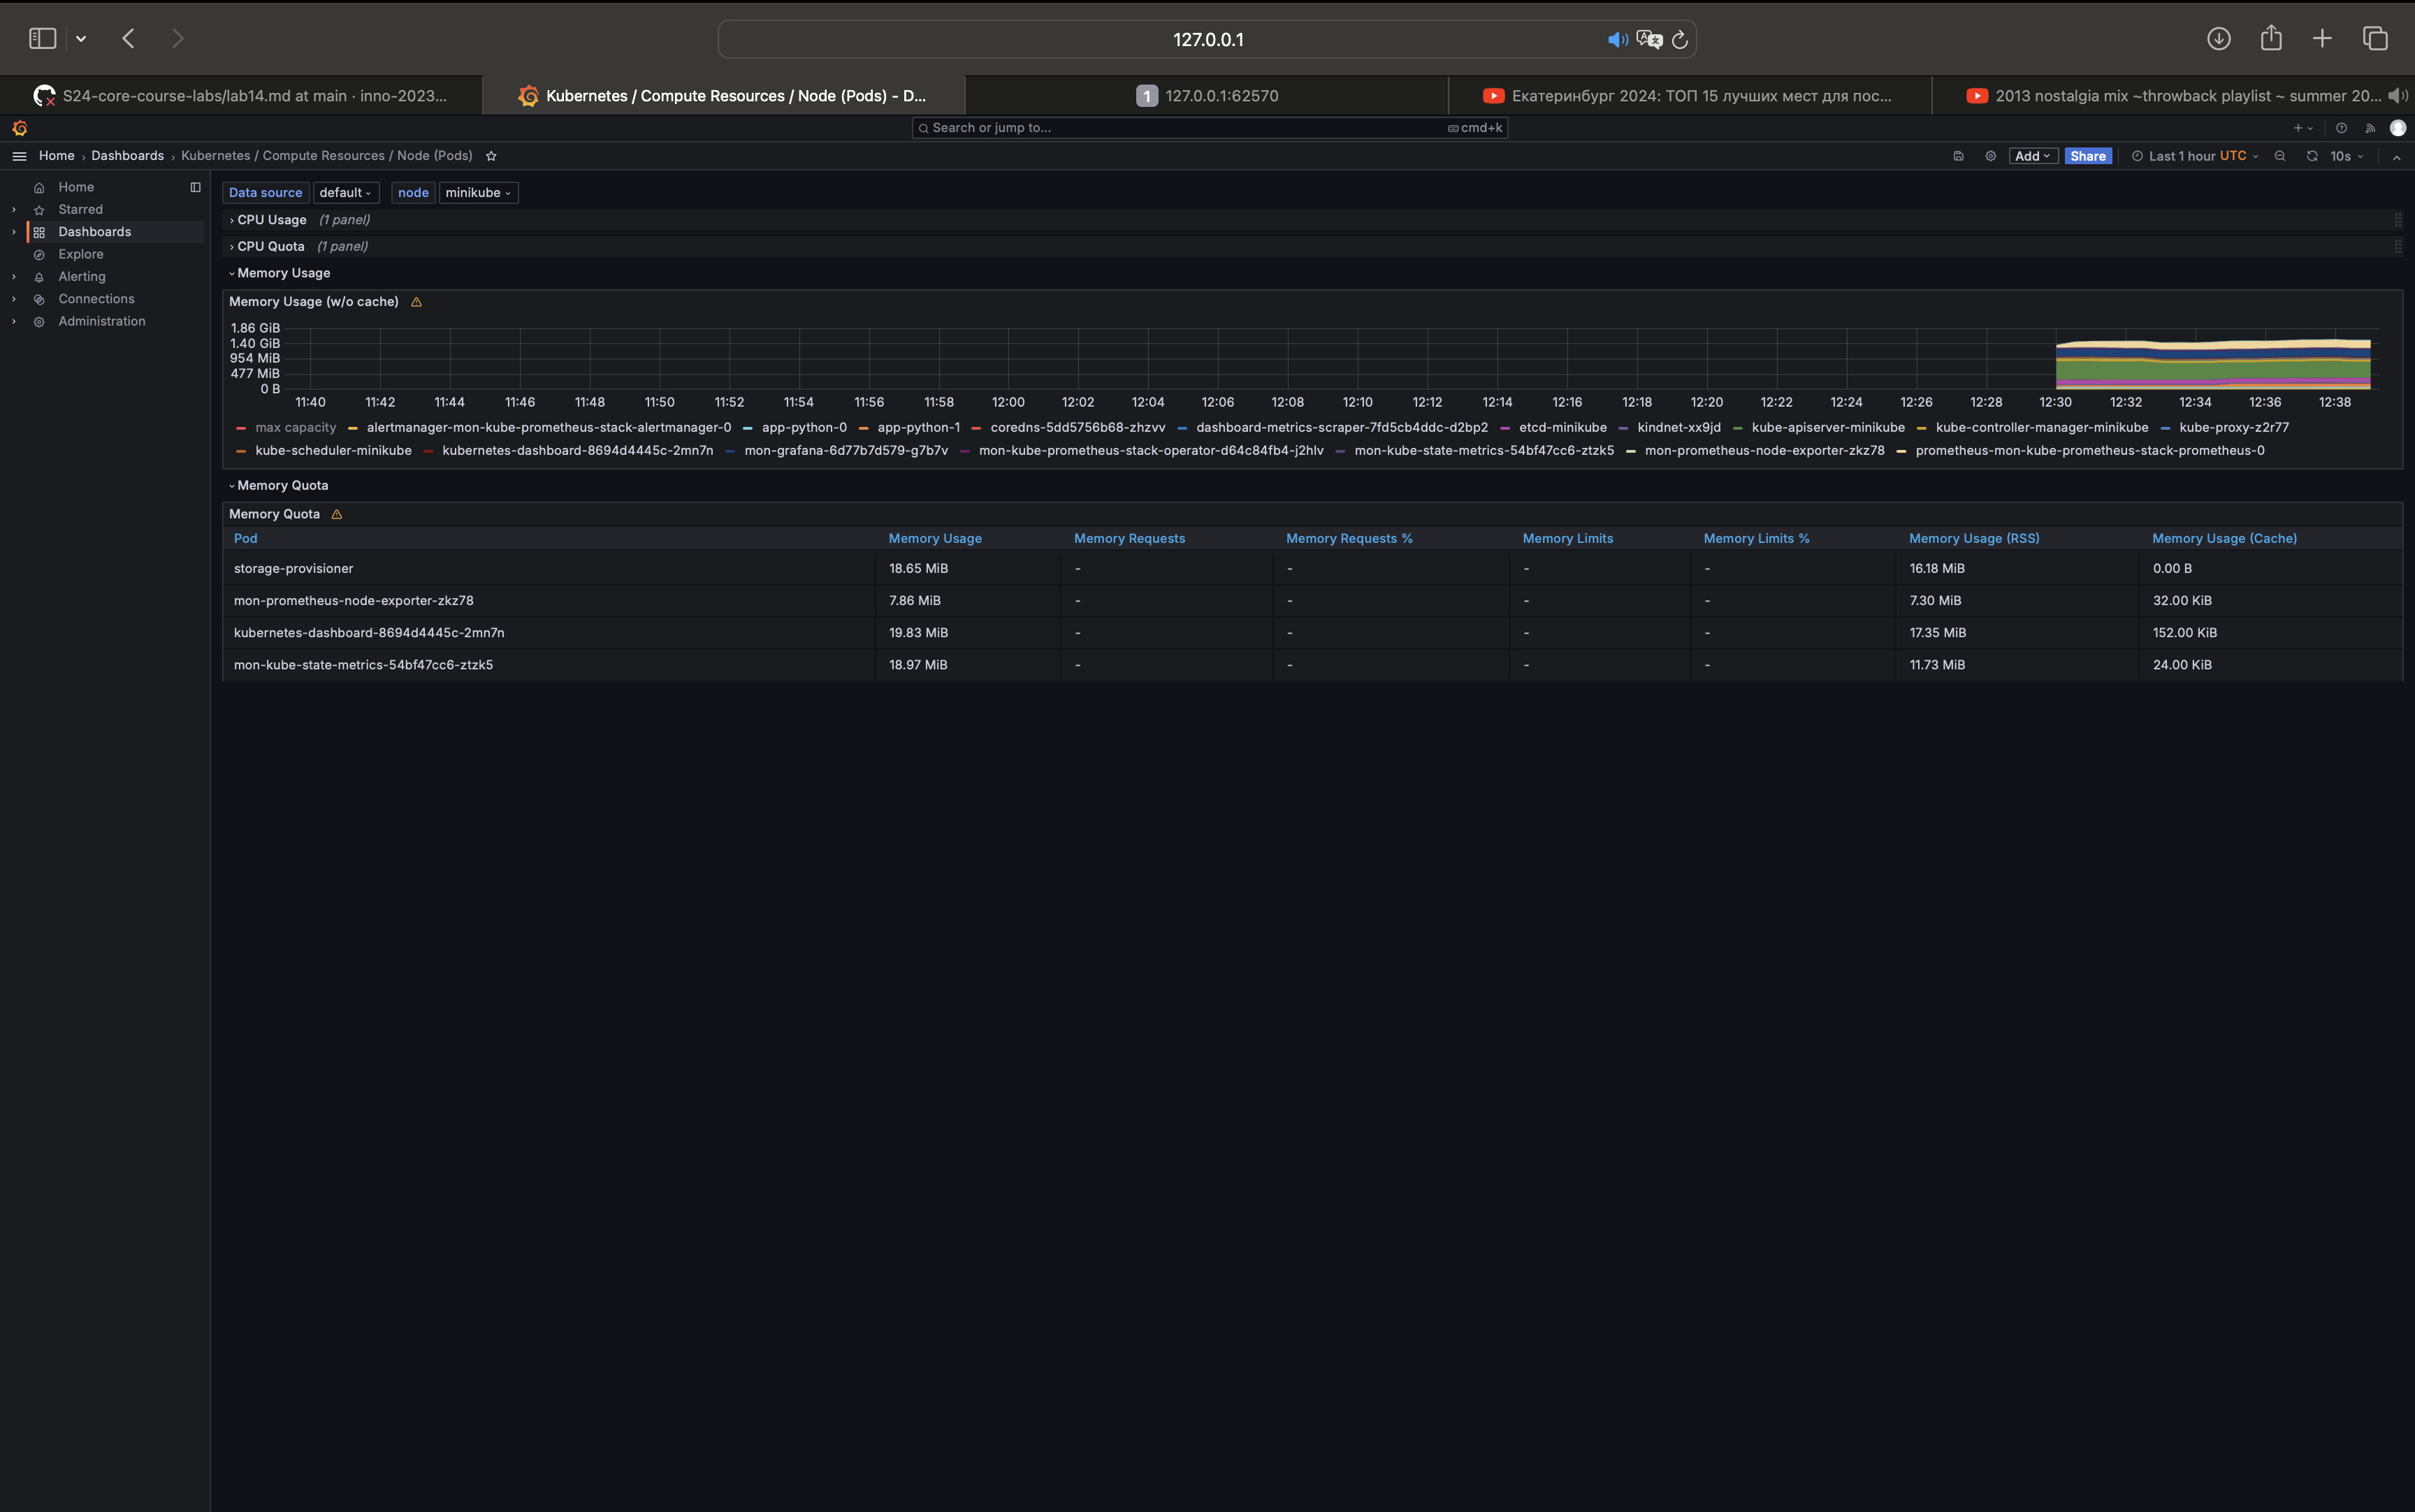 127.0.0.1
S24-core-course-labs/lab14.md at main · inno-2023...
Kubernetes / Compute Resources / Node (Pods) - D...
1 127.0.0.1:62570
Екатеринбург 2024: ТОП 15 лучших мест для пос...
2013 nostalgia mix ~throwback playlist ~ summer 20...
Search or jump to... cmd+k
Home › Dashboards › Kubernetes / Compute Resources / Node (Pods)
Add Share Last 1 hour UTC 10s
Home
Starred
Dashboards
Explore
Alerting
Connections
Administration
Data source default node minikube
CPU Usage (1 panel)
CPU Quota (1 panel)
Memory Usage
Memory Usage (w/o cache)
1.86 GiB
1.40 GiB
954 MiB
477 MiB
0 B
11:40 11:42 11:44 11:46 11:48 11:50 11:52 11:54 11:56 11:58 12:00 12:02 12:04 12:06 12:08 12:10 12:12 12:14 12:16 12:18 12:20 12:22 12:24 12:26 12:28 12:30 12:32 12:34 12:36 12:38
max capacity alertmanager-mon-kube-prometheus-stack-alertmanager-0 app-python-0 app-python-1 coredns-5dd5756b68-zhzvv dashboard-metrics-scraper-7fd5cb4ddc-d2bp2 etcd-minikube kindnet-xx9jd kube-apiserver-minikube kube-controller-manager-minikube kube-proxy-z2r77
kube-scheduler-minikube kubernetes-dashboard-8694d4445c-2mn7n mon-grafana-6d77b7d579-g7b7v mon-kube-prometheus-stack-operator-d64c84fb4-j2hlv mon-kube-state-metrics-54bf47cc6-ztzk5 mon-prometheus-node-exporter-zkz78 prometheus-mon-kube-prometheus-stack-prometheus-0
Memory Quota
Memory Quota
Pod Memory Usage Memory Requests Memory Requests % Memory Limits Memory Limits % Memory Usage (RSS) Memory Usage (Cache)
storage-provisioner 18.65 MiB - - - - 16.18 MiB 0.00 B
mon-prometheus-node-exporter-zkz78 7.86 MiB - - - - 7.30 MiB 32.00 KiB
kubernetes-dashboard-8694d4445c-2mn7n 19.83 MiB - - - - 17.35 MiB 152.00 KiB
mon-kube-state-metrics-54bf47cc6-ztzk5 18.97 MiB - - - - 11.73 MiB 24.00 KiB